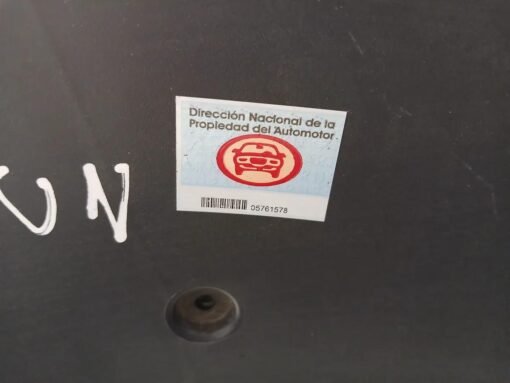 Dirección Nacional de la
Propiedad del Automotor
05761578
UN